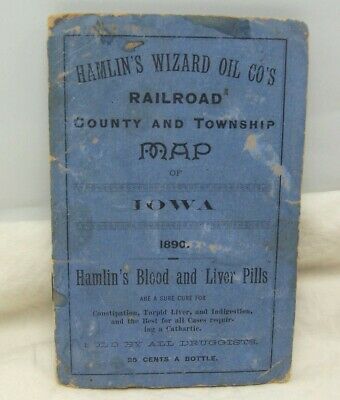 HAMLIN'S WIZARD OIL CO'S
RAILROAD
COUNTY AND TOWNSHIP
MAP
OF
IOWA
1890.
Hamlin's Blood and Liver Pills
ARE A SURE CURE FOR
Constipation, Torpid Liver, and Indigestion,
and the Best for all Cases requir-
ing a Cathartic.
SOLD BY ALL DRUGGISTS.
25 CENTS A BOTTLE.